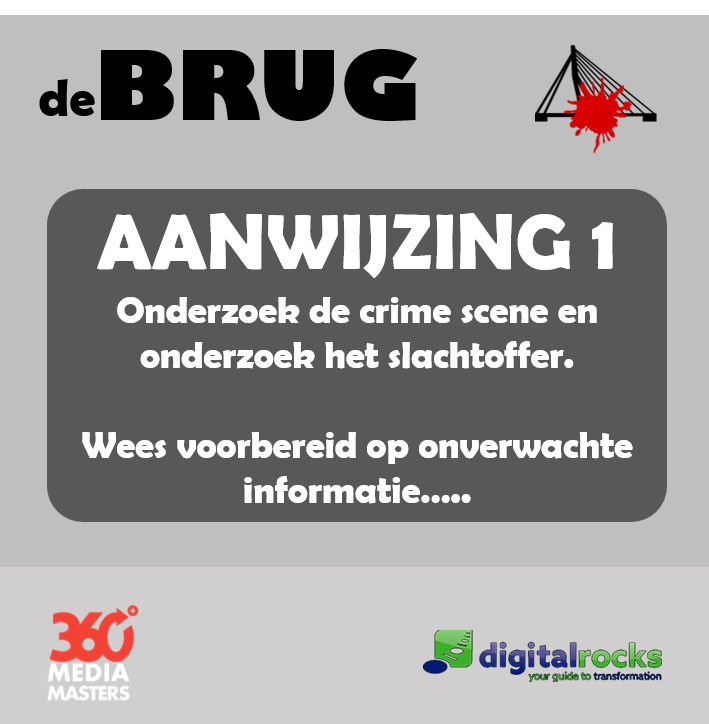 deBRUG
AANWIJZING 1
Onderzoek de crime scene en
onderzoek het slachtoffer.
Wees voorbereid op onverwachte
informatie.....
360°
MEDIA
MASTERS
digitalrocks
your guide to transformation